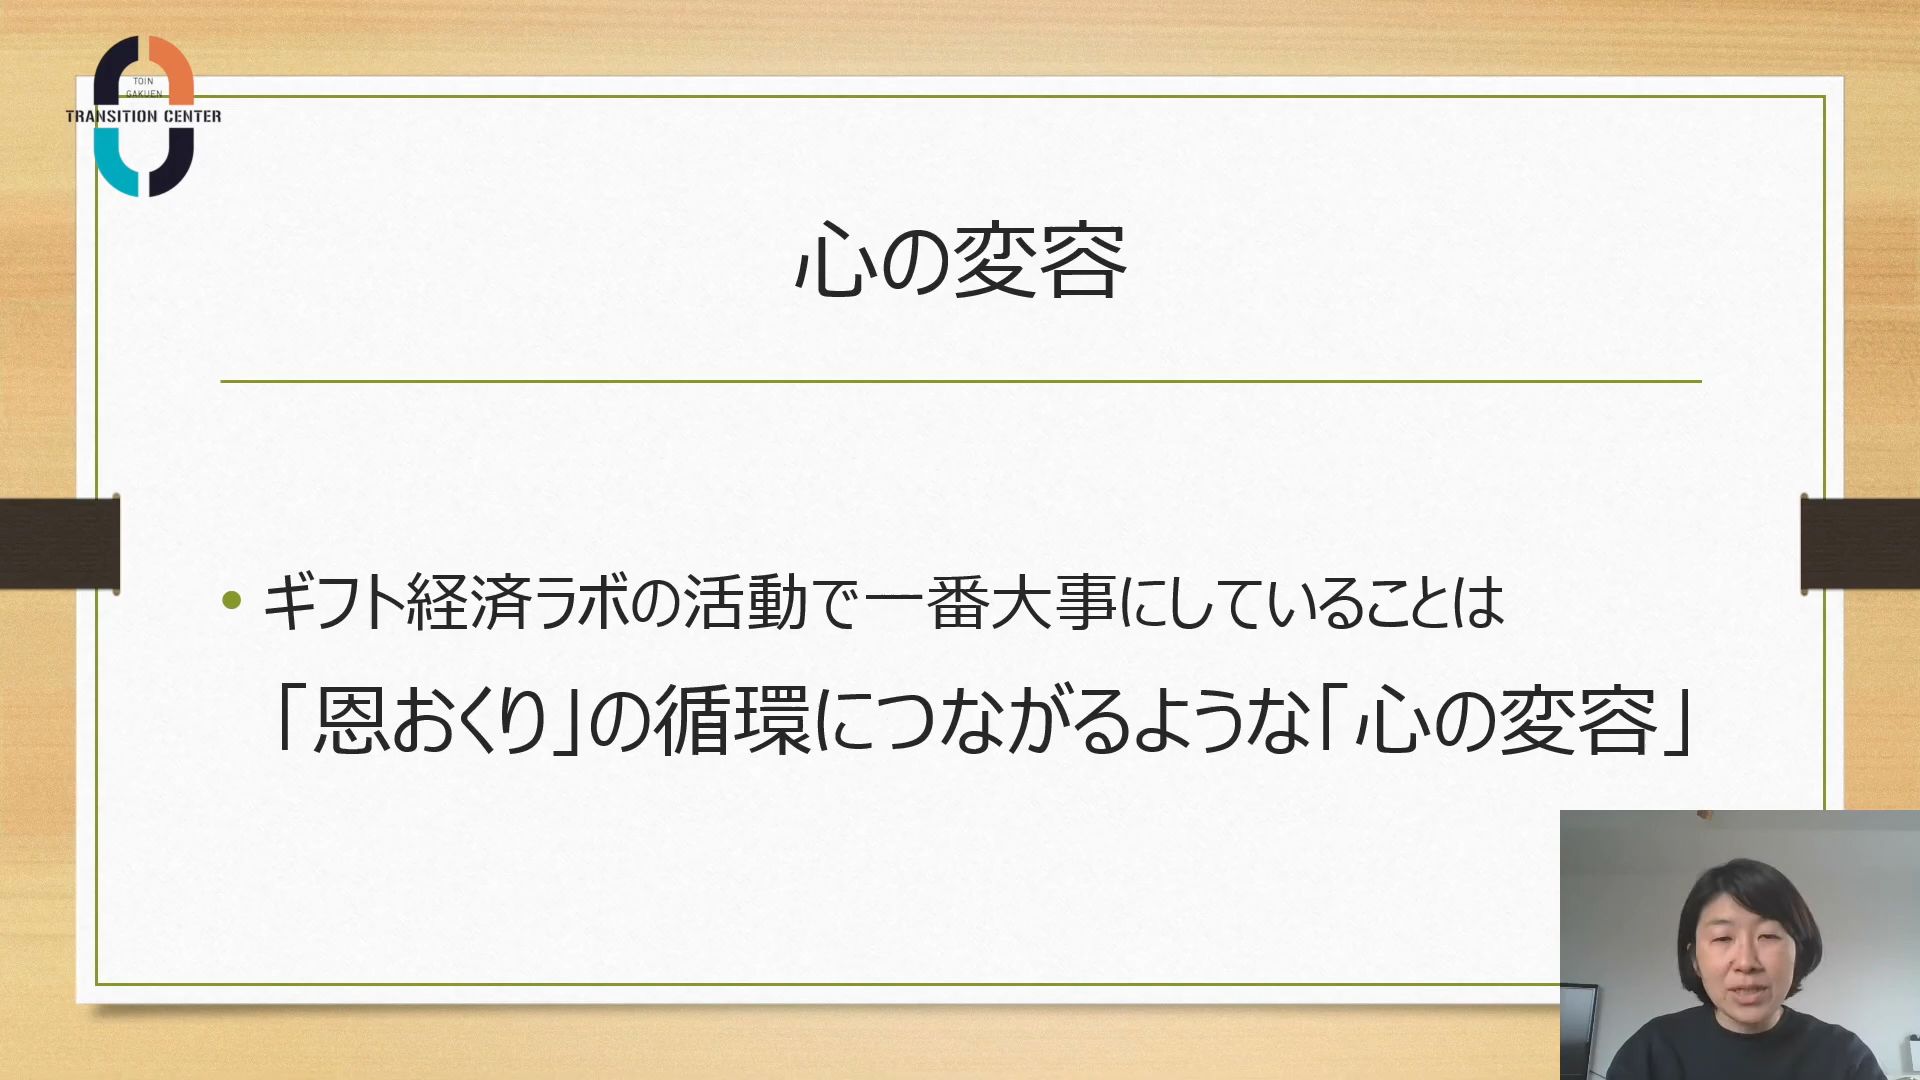 TOIN
GAKUEN
TRANSITION CENTER
心の変容
• ギフト経済ラボの活動で一番大事にしていることは
「恩おくり」の循環につながるような「心の変容」